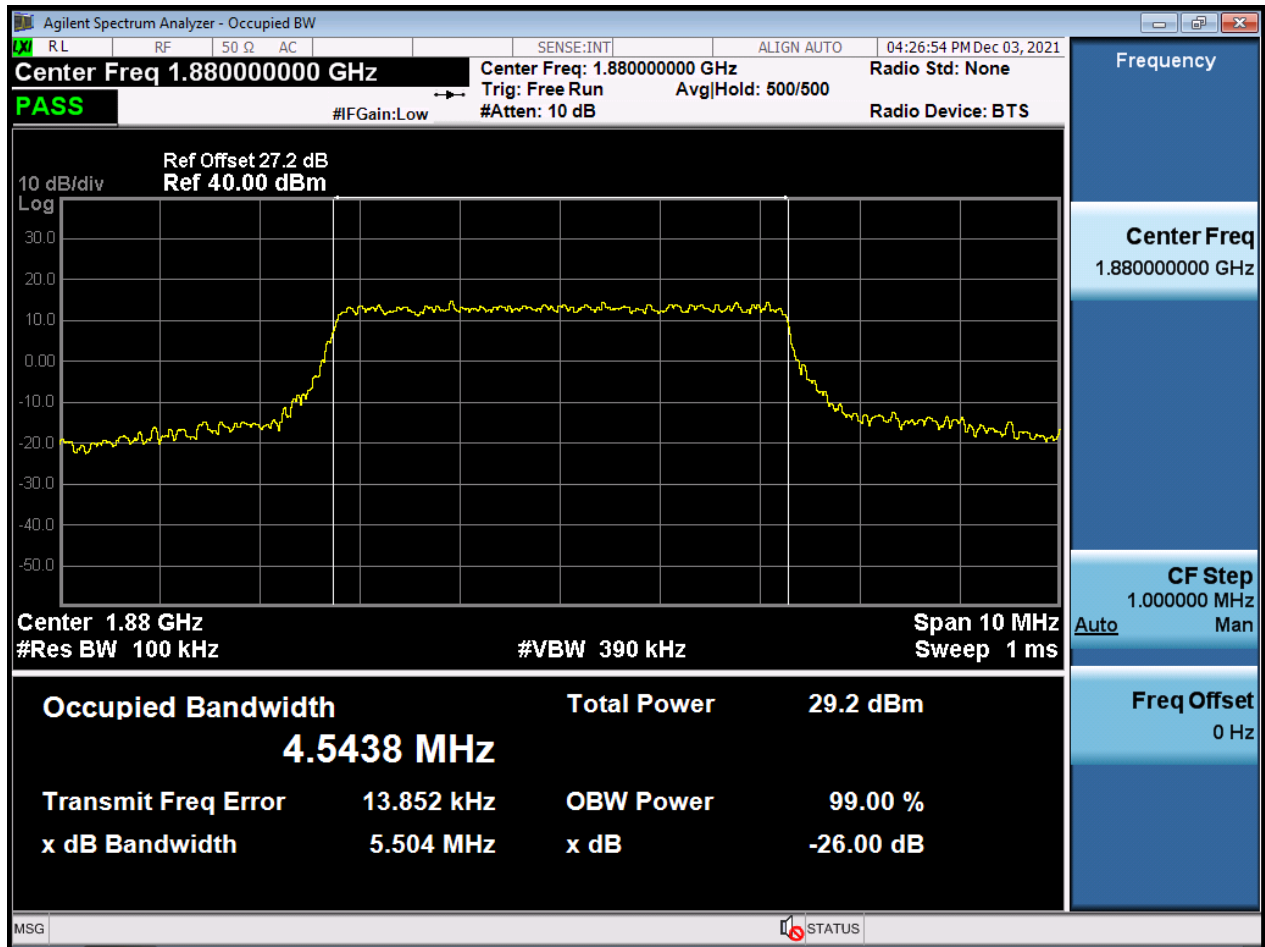 Agilent Spectrum Analyzer - Occupied BW
LXI RL RF 50 Ω AC SENSE:INT ALIGN AUTO 04:26:54 PM Dec 03, 2021
Center Freq 1.880000000 GHz
Center Freq: 1.880000000 GHz Radio Std: None
Trig: Free Run Avg|Hold: 500/500
PASS #IFGain:Low #Atten: 10 dB Radio Device: BTS
Ref Offset 27.2 dB
10 dB/div Ref 40.00 dBm
Log
30.0
20.0
10.0
0.00
-10.0
-20.0
-30.0
-40.0
-50.0
Center 1.88 GHz Span 10 MHz
#Res BW 100 kHz #VBW 390 kHz Sweep 1 ms
Occupied Bandwidth Total Power 29.2 dBm
4.5438 MHz
Transmit Freq Error 13.852 kHz OBW Power 99.00 %
x dB Bandwidth 5.504 MHz x dB -26.00 dB
Frequency
Center Freq
1.880000000 GHz
CF Step
1.000000 MHz
Auto Man
Freq Offset
0 Hz
MSG STATUS